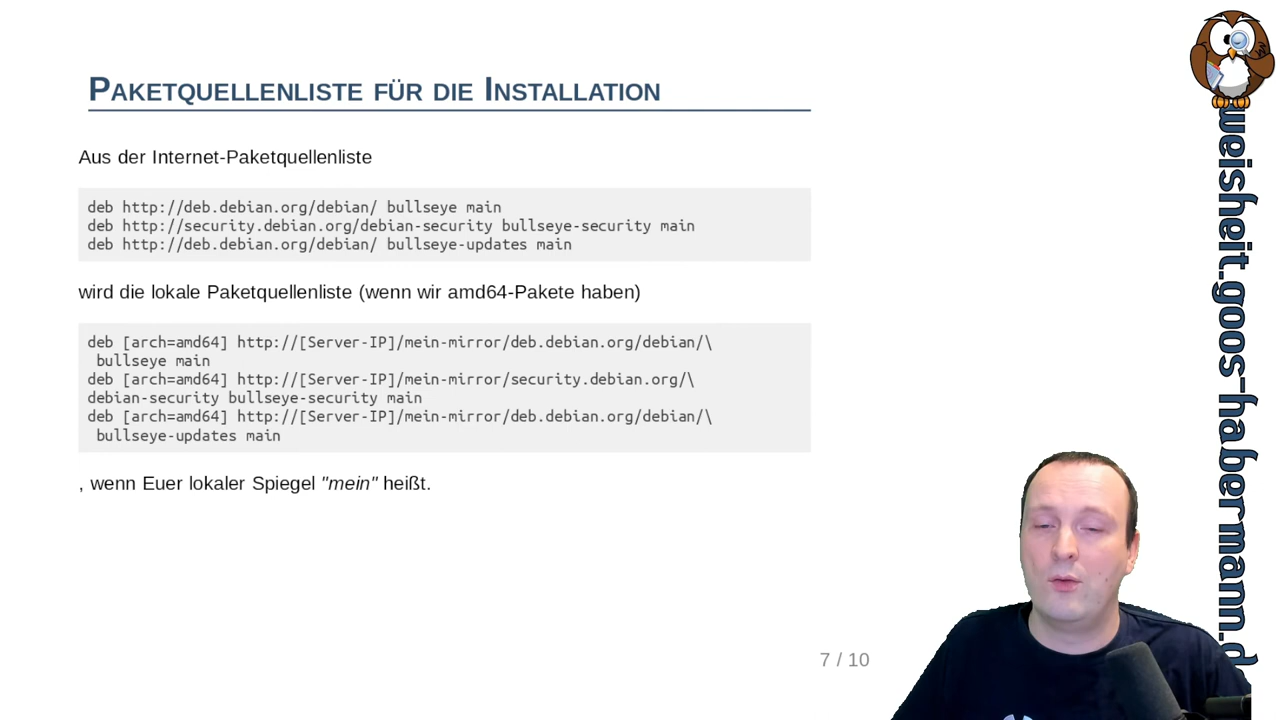 Paketquellenliste für die Installation
Aus der Internet-Paketquellenliste
deb http://deb.debian.org/debian/ bullseye main
deb http://security.debian.org/debian-security bullseye-security main
deb http://deb.debian.org/debian/ bullseye-updates main
wird die lokale Paketquellenliste (wenn wir amd64-Pakete haben)
deb [arch=amd64] http://[Server-IP]/mein-mirror/deb.debian.org/debian/\
bullseye main
deb [arch=amd64] http://[Server-IP]/mein-mirror/security.debian.org/\
debian-security bullseye-security main
deb [arch=amd64] http://[Server-IP]/mein-mirror/deb.debian.org/debian/\
bullseye-updates main
, wenn Euer lokaler Spiegel "mein" heißt.
7 / 10
weisheit.goos-habermann.d